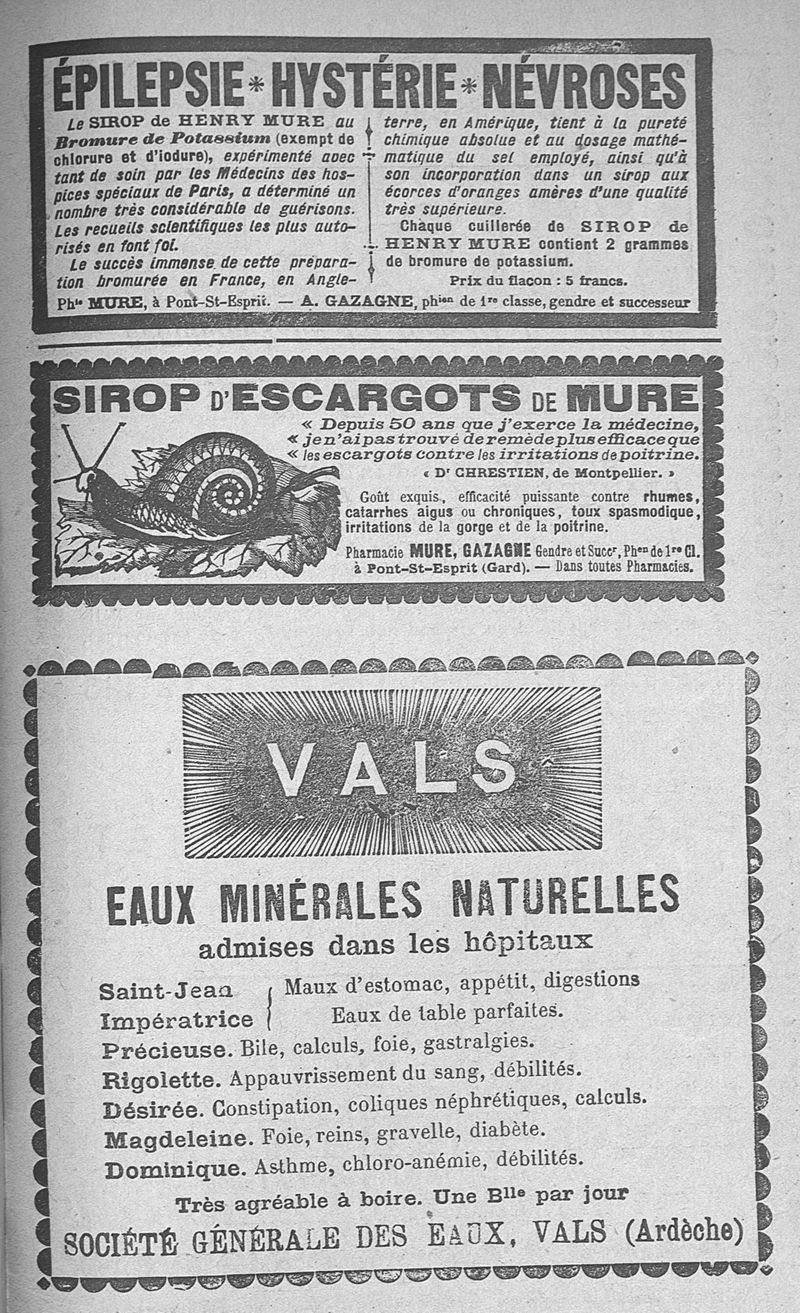 ÉPILEPSIE * HYSTÉRIE * NÉVROSES
Le SIROP de HENRY MURE au
Bromure de Potassium (exempt de
chlorure et d'iodure), expérimenté avec
tant de soin par les Médecins des hos-
pices spéciaux de Paris, a déterminé un
nombre très considérable de guérisons.
Les recueils scientifiques les plus auto-
risés en font foi.
Le succès immense de cette prépara-
tion bromurée en France, en Angle-
terre, en Amérique, tient à la pureté
chimique absolue et au dosage mathé-
matique du sel employé, ainsi qu'à
son incorporation dans un sirop aux
écorces d'oranges amères d'une qualité
très supérieure.
Chaque cuillerée de SIROP de
HENRY MURE contient 2 grammes
de bromure de potassium.
Prix du flacon : 5 francs.
Phie MURE, à Pont-St-Esprit. — A. GAZAGNE, phien de 1re classe, gendre et successeur
SIROP D'ESCARGOTS DE MURE
« Depuis 50 ans que j'exerce la médecine,
« je n'ai pas trouvé de remède plus efficace que
« les escargots contre les irritations de poitrine.
« Dr CHRESTIEN, de Montpellier. »
Goût exquis, efficacité puissante contre rhumes,
catarrhes aigus ou chroniques, toux spasmodique,
irritations de la gorge et de la poitrine.
Pharmacie MURE, GAZAGNE Gendre et Succr, Phen de 1re Cl.
à Pont-St-Esprit (Gard). — Dans toutes Pharmacies.
VALS
EAUX MINÉRALES NATURELLES
admises dans les hôpitaux
Saint-Jean { Maux d'estomac, appétit, digestions
Impératrice { Eaux de table parfaites.
Précieuse. Bile, calculs, foie, gastralgies.
Rigolette. Appauvrissement du sang, débilités.
Désirée. Constipation, coliques néphrétiques, calculs.
Magdeleine. Foie, reins, gravelle, diabète.
Dominique. Asthme, chloro-anémie, débilités.
Très agréable à boire. Une Blle par jour
SOCIÉTÉ GÉNÉRALE DES EAUX, VALS (Ardèche)